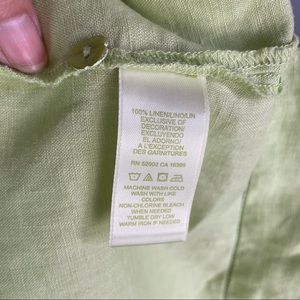 100% LINEN/LINO/LIN
EXCLUSIVE OF
DECORATION/
EXCLUYENDO
EL ADORNO/
A L'EXCEPTION
DES GARNITURES
RN 52002 CA
MACHINE WASH COLD
WASH WITH LIKE
COLORS
NON-CHLORINE BLEACH
WHEN NEEDED
TUMBLE DRY LOW
WARM IRON IF NEEDED